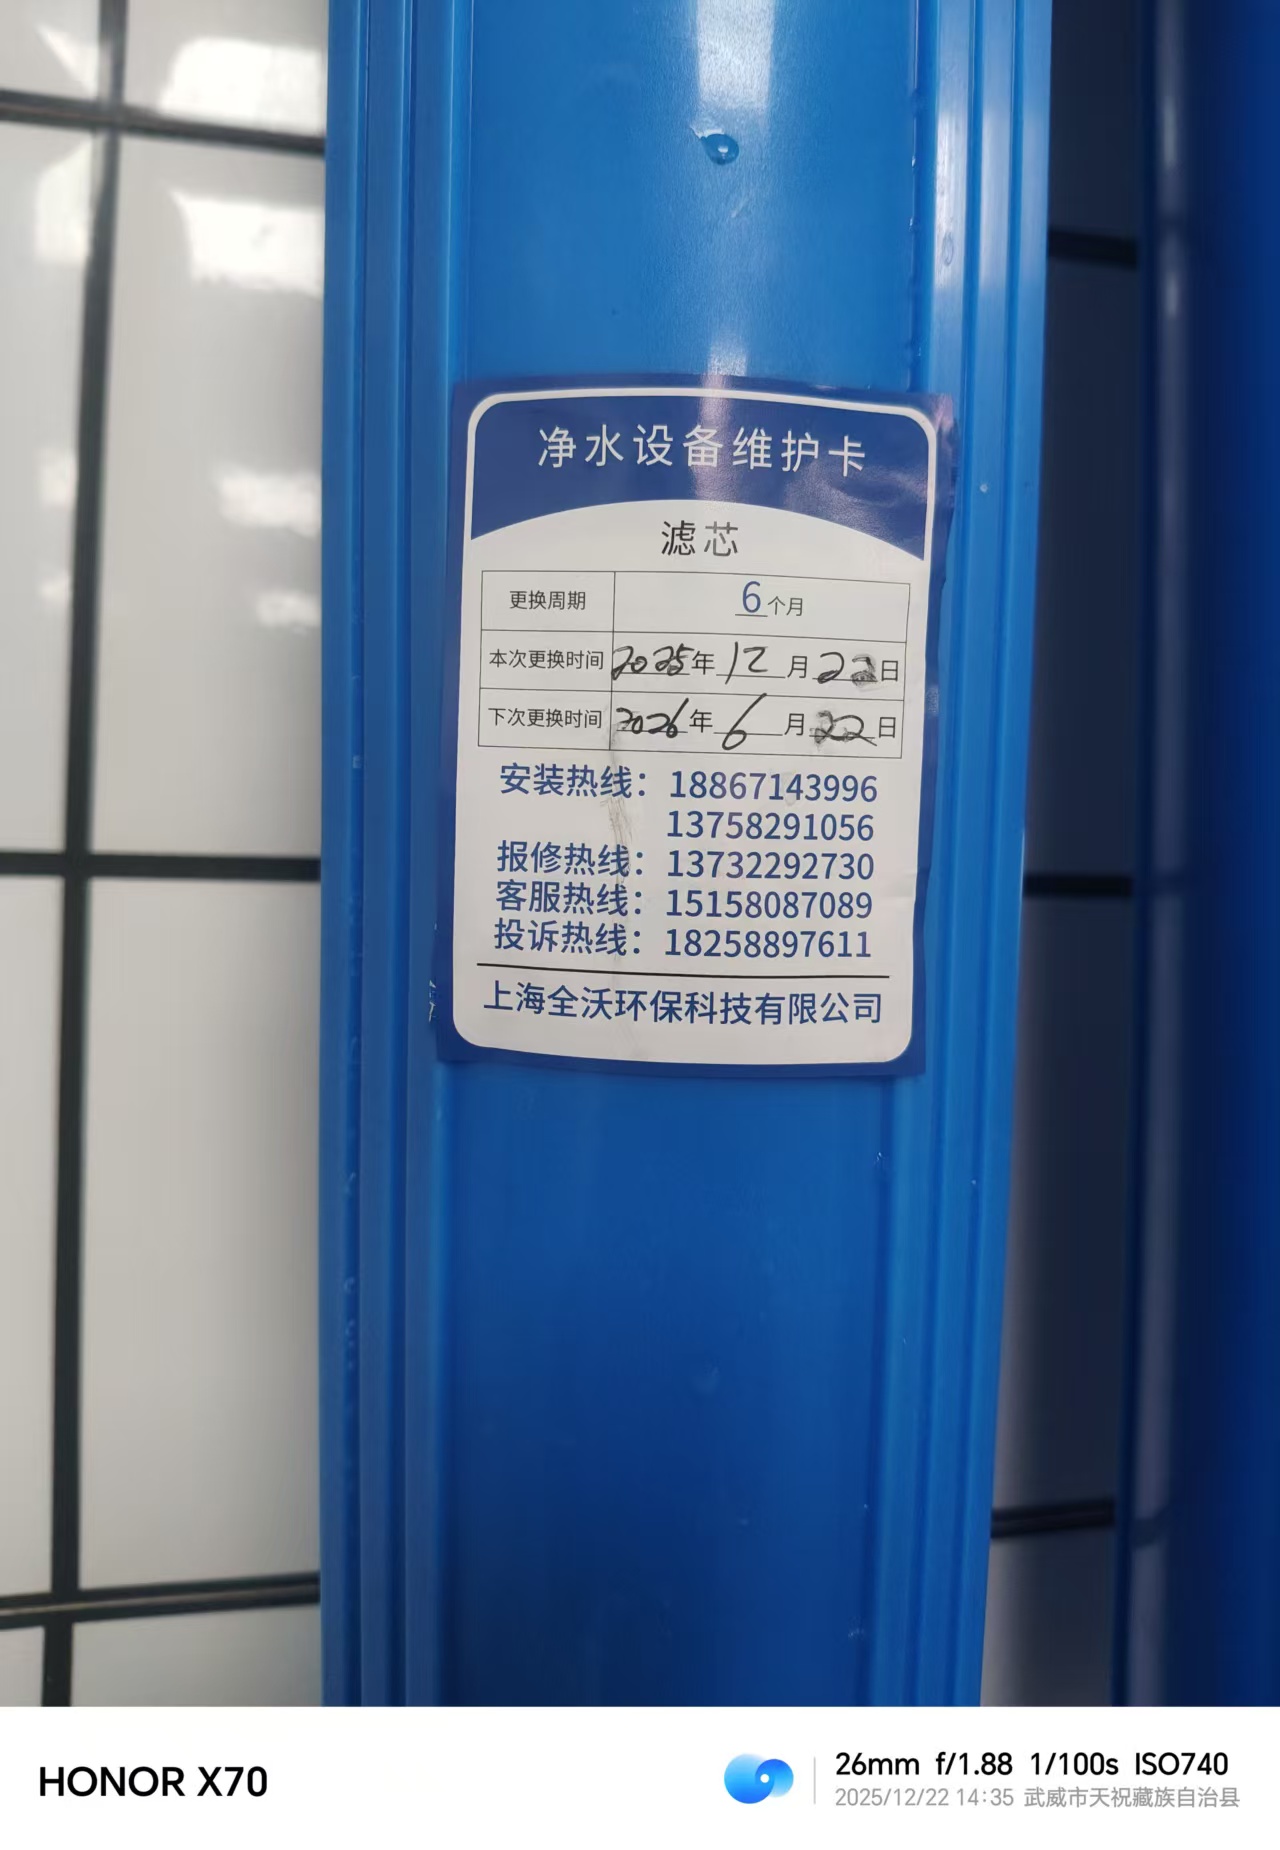 净水设备维护卡
滤芯
更换周期 6个月
本次更换时间 2025年12月22日
下次更换时间 2026年6月22日
安装热线：18867143996
13758291056
报修热线：13732292730
客服热线：15158087089
投诉热线：18258897611
上海全沃环保科技有限公司
HONOR X70
26mm f/1.88 1/100s ISO740
2025/12/22 14:35 武威市天祝藏族自治县